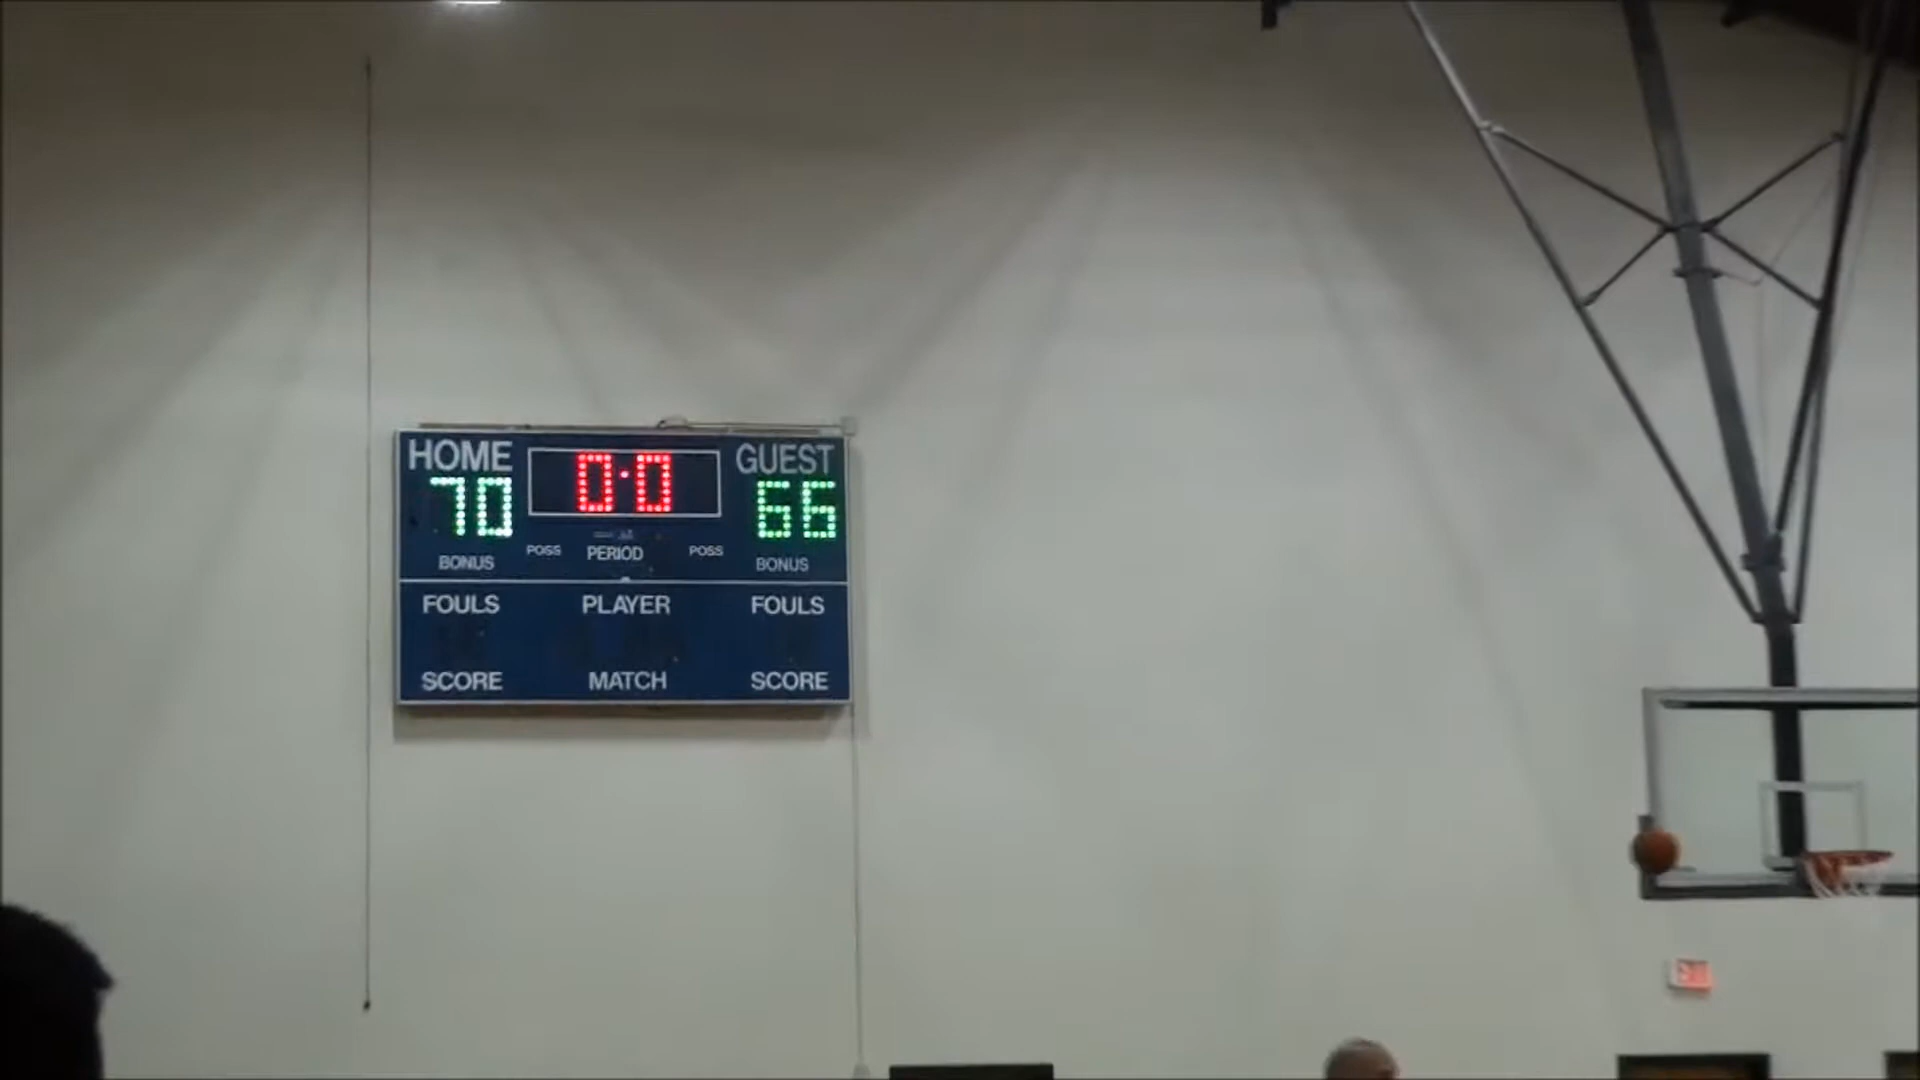 HOME 0.0 GUEST
70 66
POSS PERIOD POSS
BONUS BONUS
FOULS PLAYER FOULS
SCORE MATCH SCORE